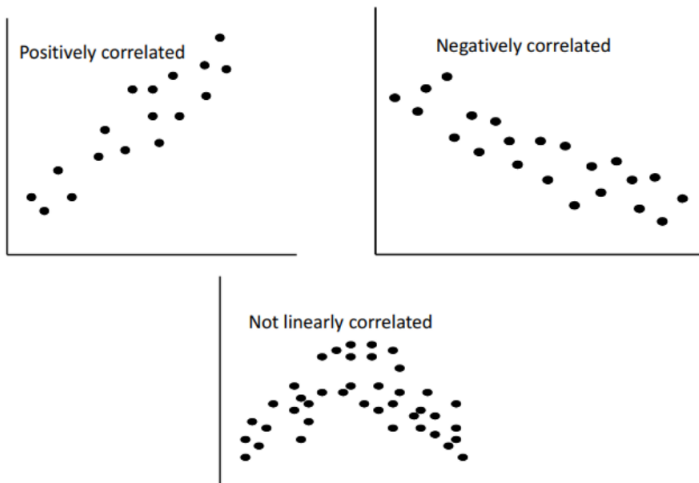 Positively correlated
Negatively correlated
Not linearly correlated